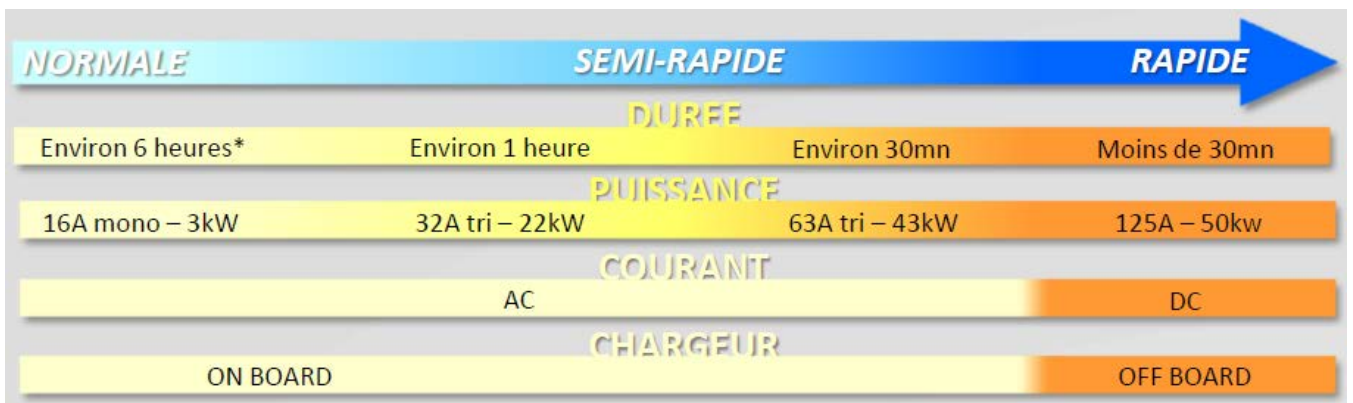 NORMALE SEMI-RAPIDE RAPIDE
DUREE
Environ 6 heures* Environ 1 heure Environ 30mn Moins de 30mn
PUISSANCE
16A mono – 3kW 32A tri – 22kW 63A tri – 43kW 125A – 50kw
COURANT
AC DC
CHARGEUR
ON BOARD OFF BOARD